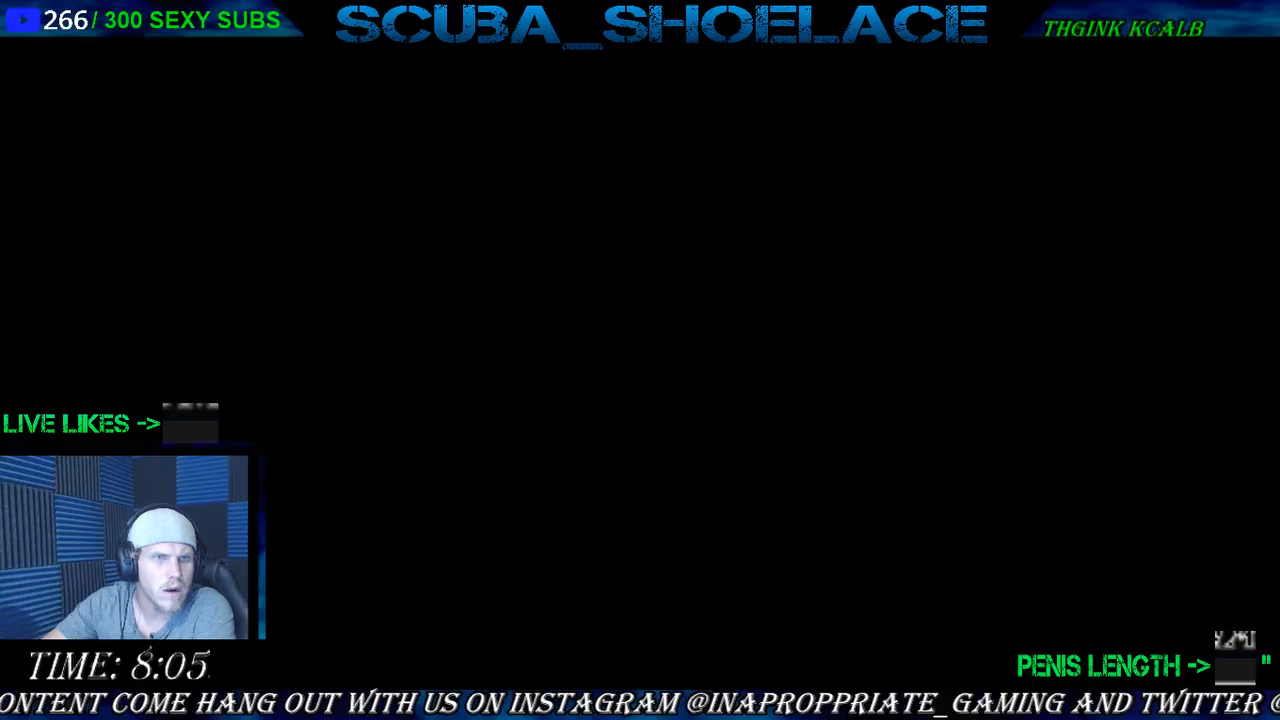 266 / 300 SEXY SUBS
SCUBA_SHOELACE
THGINK KCALB
LIVE LIKES ->
TIME: 8:05
PENIS LENGTH -> "
ONTENT COME HANG OUT WITH US ON INSTAGRAM @INAPROPPRIATE_GAMING AND TWITTER @